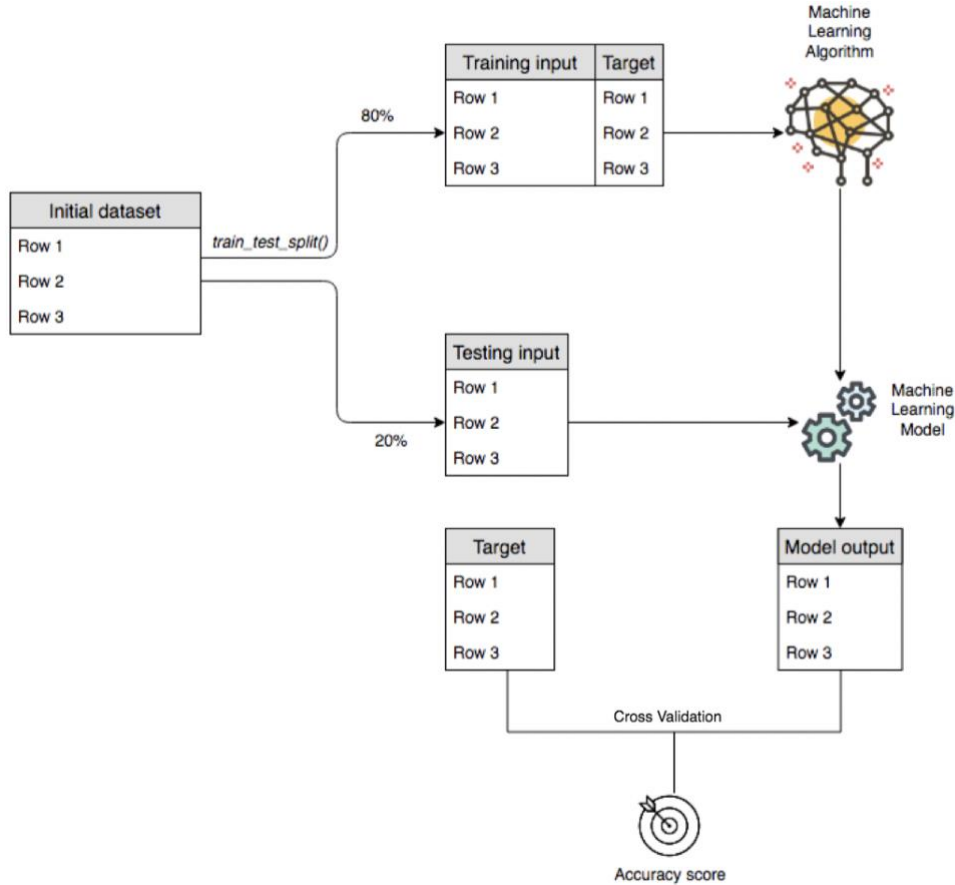 Machine
Learning
Algorithm
Training input Target
Row 1 Row 1
Row 2 Row 2
Row 3 Row 3
80%
Initial dataset
Row 1
Row 2
Row 3
train_test_split()
Testing input
Row 1
Row 2
Row 3
20%
Machine
Learning
Model
Target
Row 1
Row 2
Row 3
Model output
Row 1
Row 2
Row 3
Cross Validation
Accuracy score